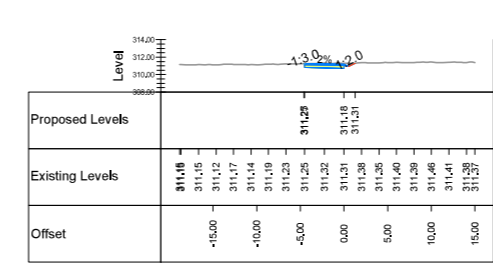 314.00
312.00
310.00
308.00
Level
-1:3.0 2% 1:2.0
Proposed Levels
311.25 311.18 311.31
Existing Levels
311.15 311.12 311.17 311.14 311.19 311.23 311.25 311.32 311.31 311.38 311.35 311.40 311.39 311.46 311.41 311.38 311.37
Offset
-15.00 -10.00 -5.00 0.00 5.00 10.00 15.00